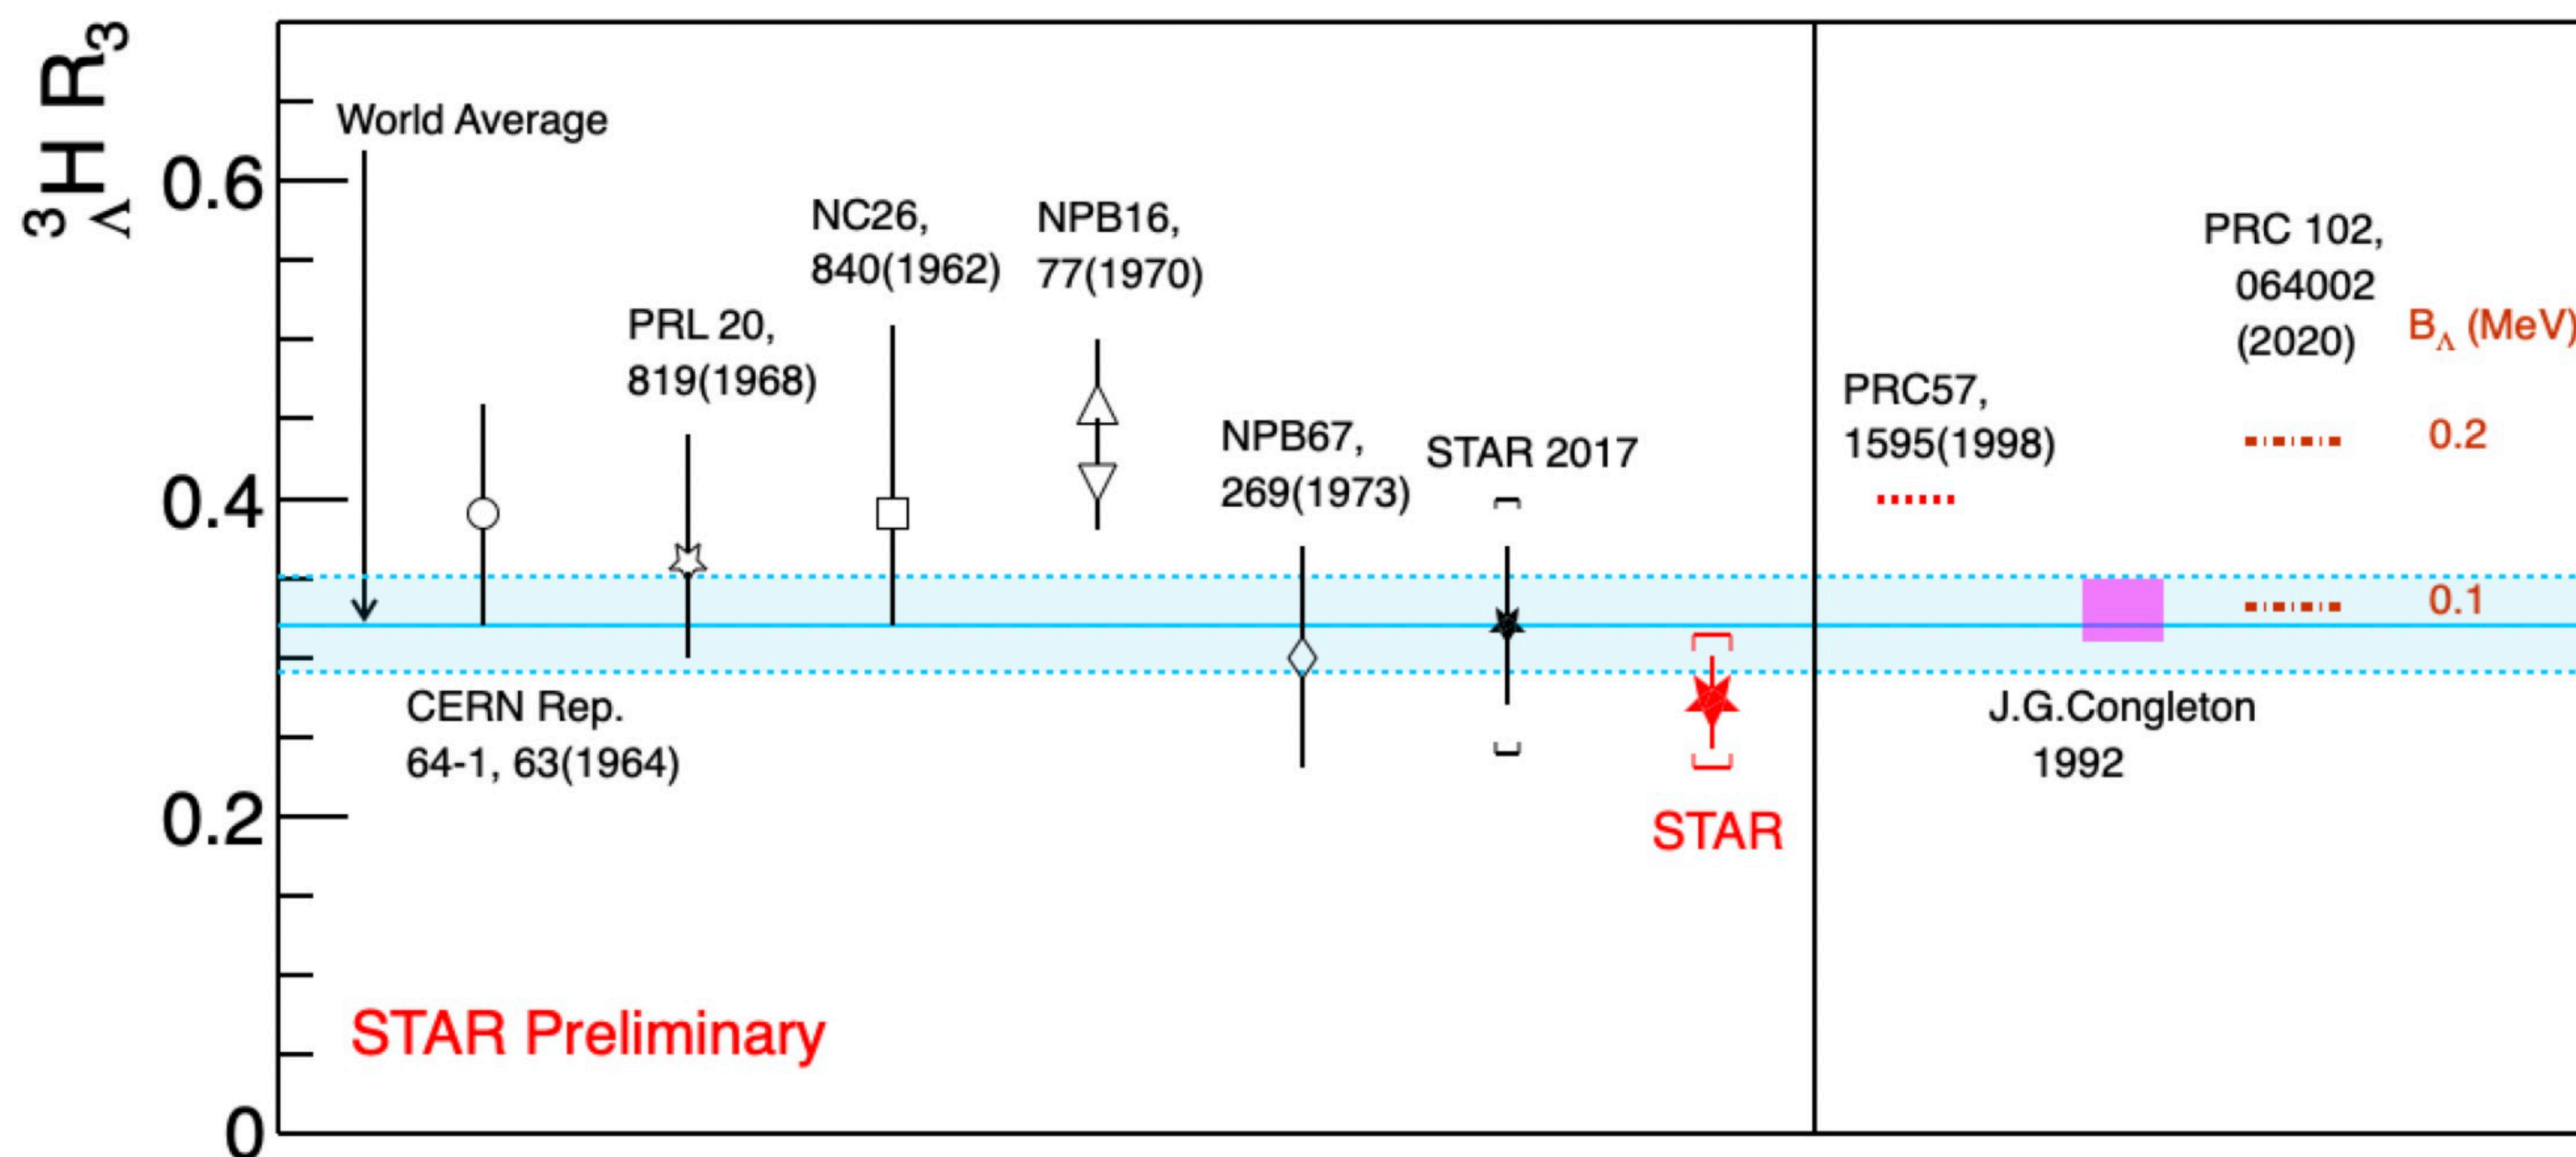 ³ΛH R₃
0.6
0.4
0.2
0
World Average
CERN Rep.
64-1, 63(1964)
PRL 20,
819(1968)
NC26,
840(1962)
NPB16,
77(1970)
NPB67,
269(1973)
STAR 2017
STAR
STAR Preliminary
PRC57,
1595(1998)
J.G.Congleton
1992
PRC 102,
064002
(2020)
BΛ (MeV)
0.2
0.1